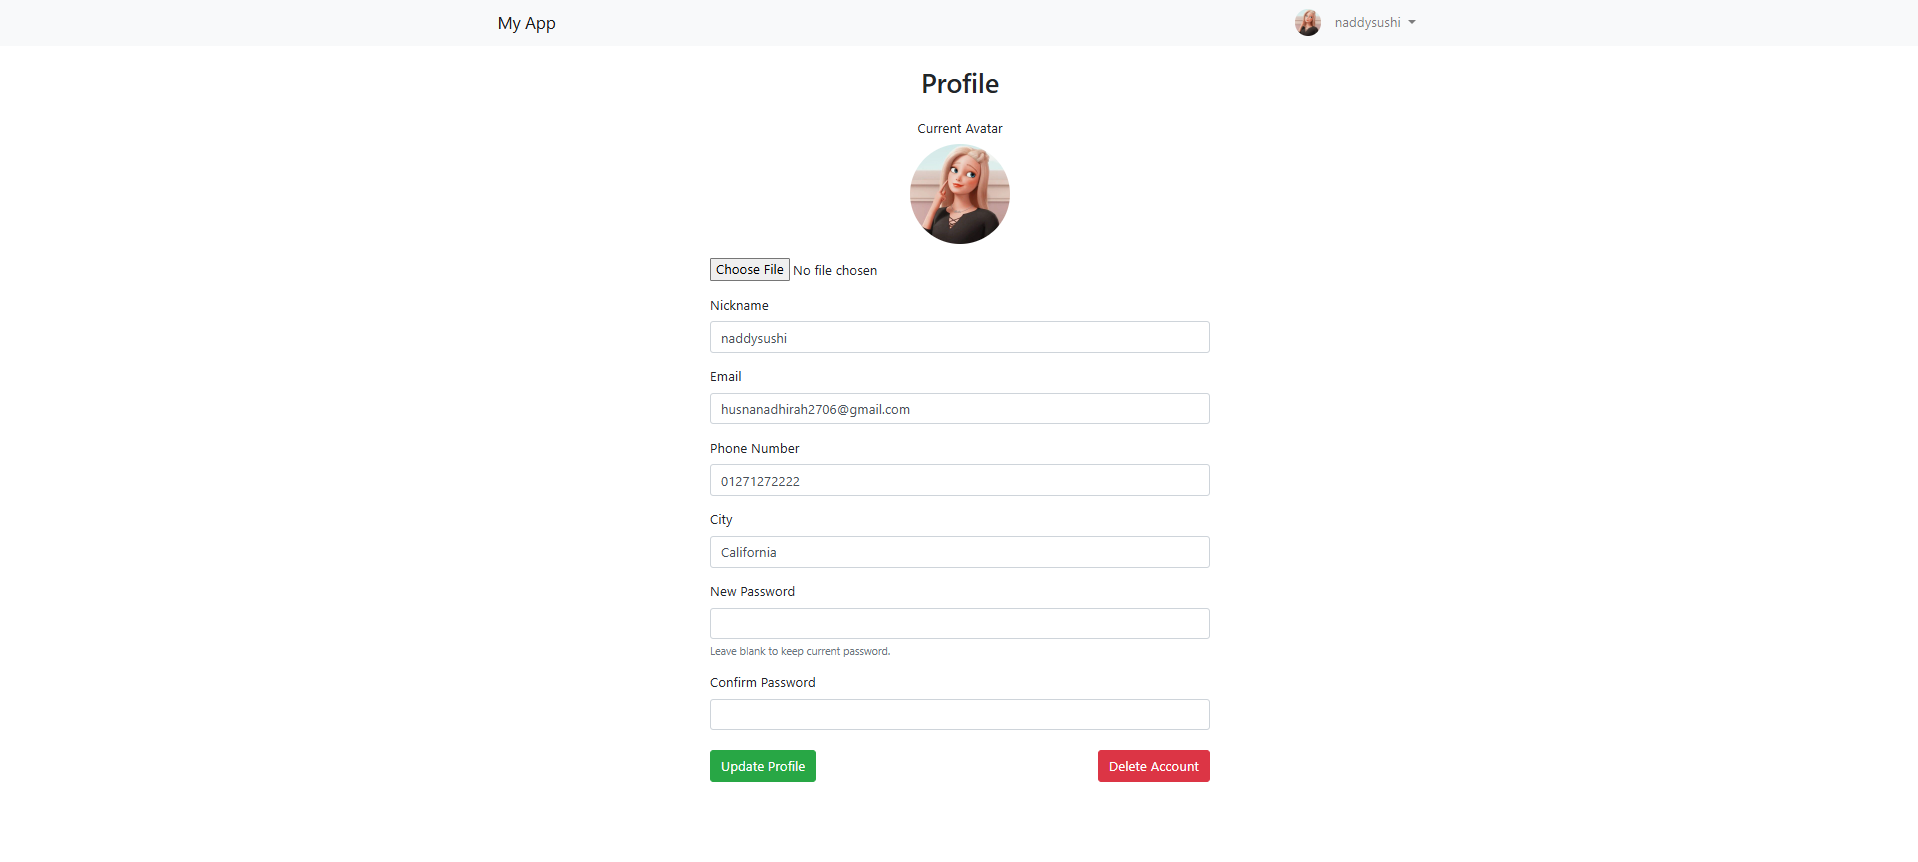 My App
naddysushi
Profile
Current Avatar
Choose File No file chosen
Nickname
naddysushi
Email
husnanadhirah2706@gmail.com
Phone Number
01271272222
City
California
New Password
Leave blank to keep current password.
Confirm Password
Update Profile
Delete Account